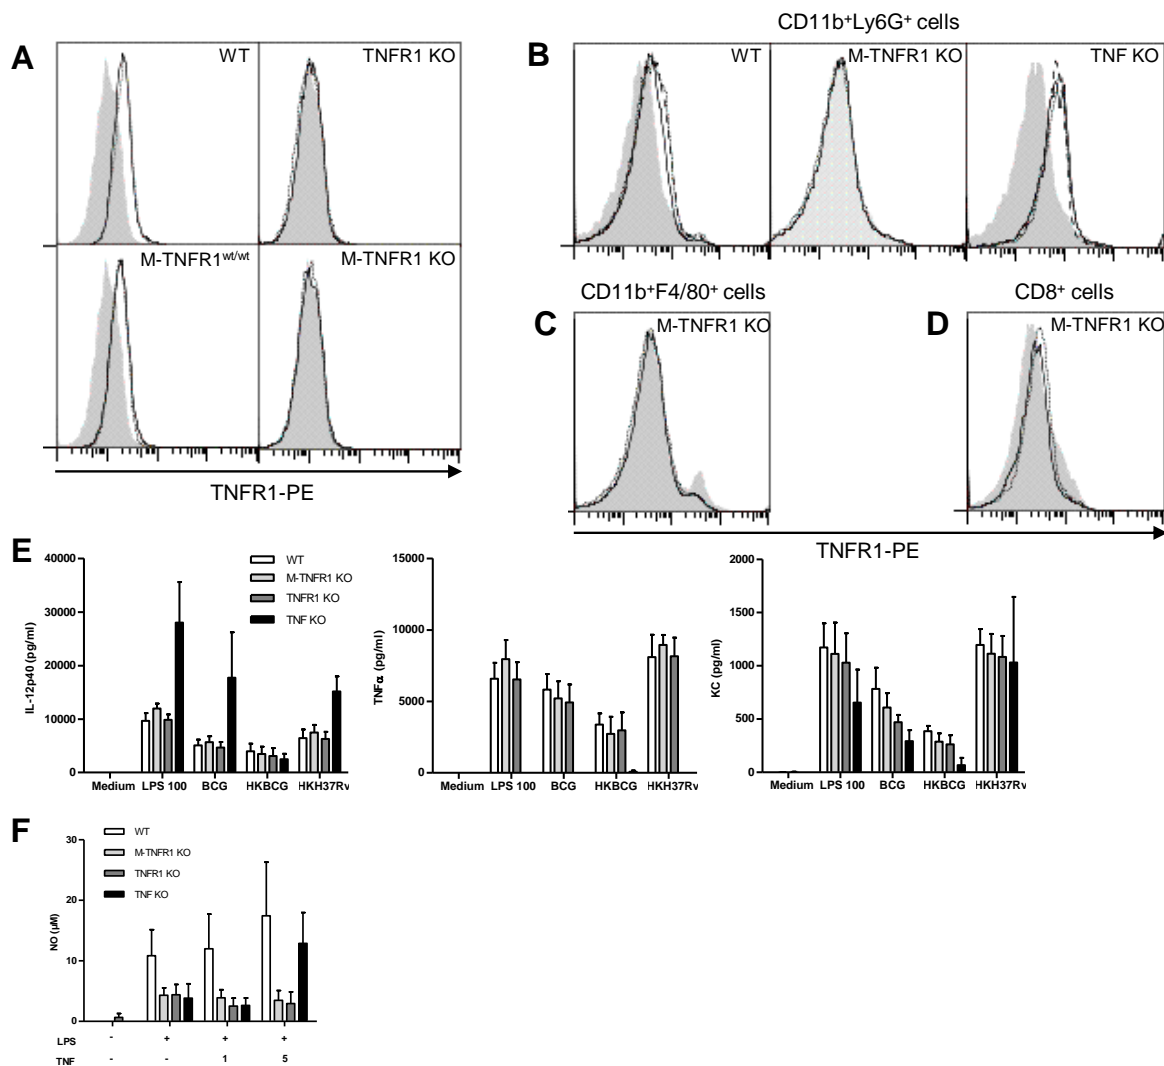 CD11b⁺Ly6G⁺ cells
A
WT
TNFR1 KO
B
WT
M-TNFR1 KO
TNF KO
M-TNFR1wt/wt
M-TNFR1 KO
CD11b⁺F4/80⁺ cells
CD8⁺ cells
C
M-TNFR1 KO
D
M-TNFR1 KO
TNFR1-PE
TNFR1-PE
E
40000
30000
20000
10000
0
IL-12p40 (pg/ml)
WT
M-TNFR1 KO
TNFR1 KO
TNF KO
Medium LPS 100 BCG HKBCG HKH37Rv
15000
10000
5000
0
TNFα (pg/ml)
Medium LPS 100 BCG HKBCG HKH37Rv
2000
1500
1000
500
0
KC (pg/ml)
Medium LPS 100 BCG HKBCG HKH37Rv
F
WT
M-TNFR1 KO
TNFR1 KO
TNF KO
30
20
10
0
NO (µM)
LPS - + + +
TNF - - 1 5